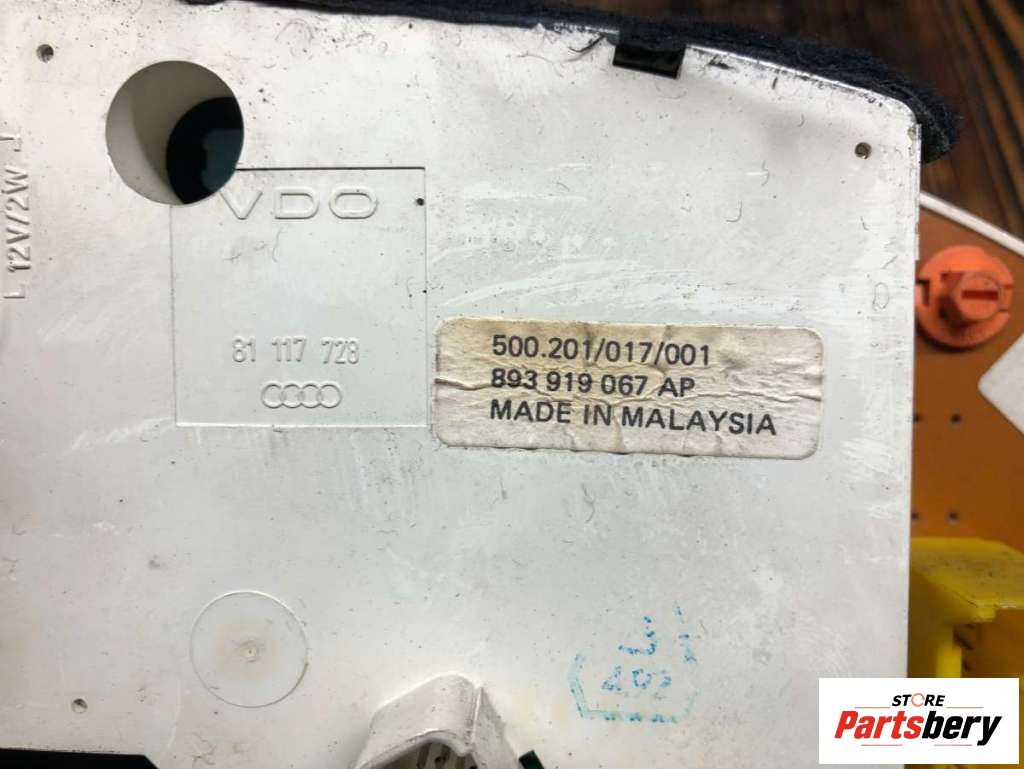 12V/2W
VDO
81 117 728
500.201/017/001
893 919 067 AP
MADE IN MALAYSIA
402
STORE
Partsbery